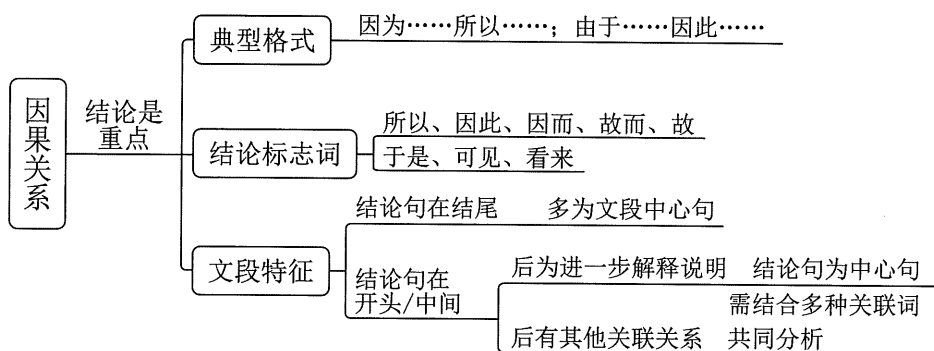 因果关系
结论是
重点
典型格式
因为……所以……；由于……因此……
结论标志词
所以、因此、因而、故而、故
于是、可见、看来
文段特征
结论句在结尾 多为文段中心句
结论句在
开头/中间
后为进一步解释说明 结论句为中心句
后有其他关联关系
需结合多种关联词
共同分析